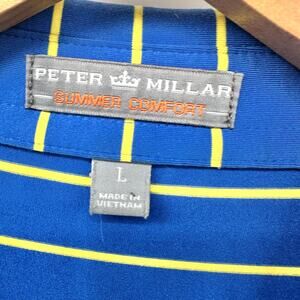 PETER MILLAR
SUMMER COMFORT
L
MADE IN
VIETNAM